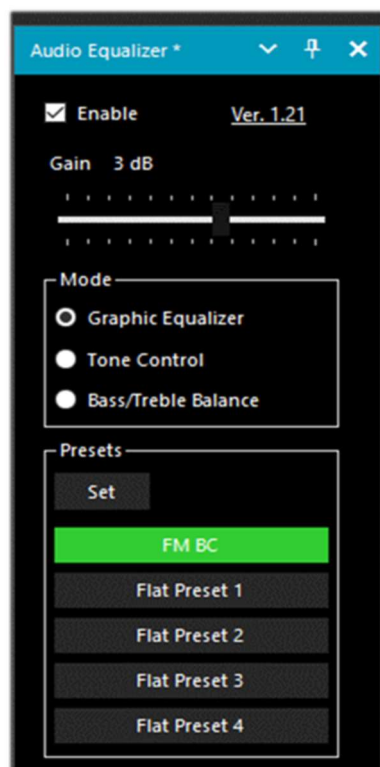 Audio Equalizer *
Enable Ver. 1.21
Gain 3 dB
Mode
Graphic Equalizer
Tone Control
Bass/Treble Balance
Presets
Set
FM BC
Flat Preset 1
Flat Preset 2
Flat Preset 3
Flat Preset 4